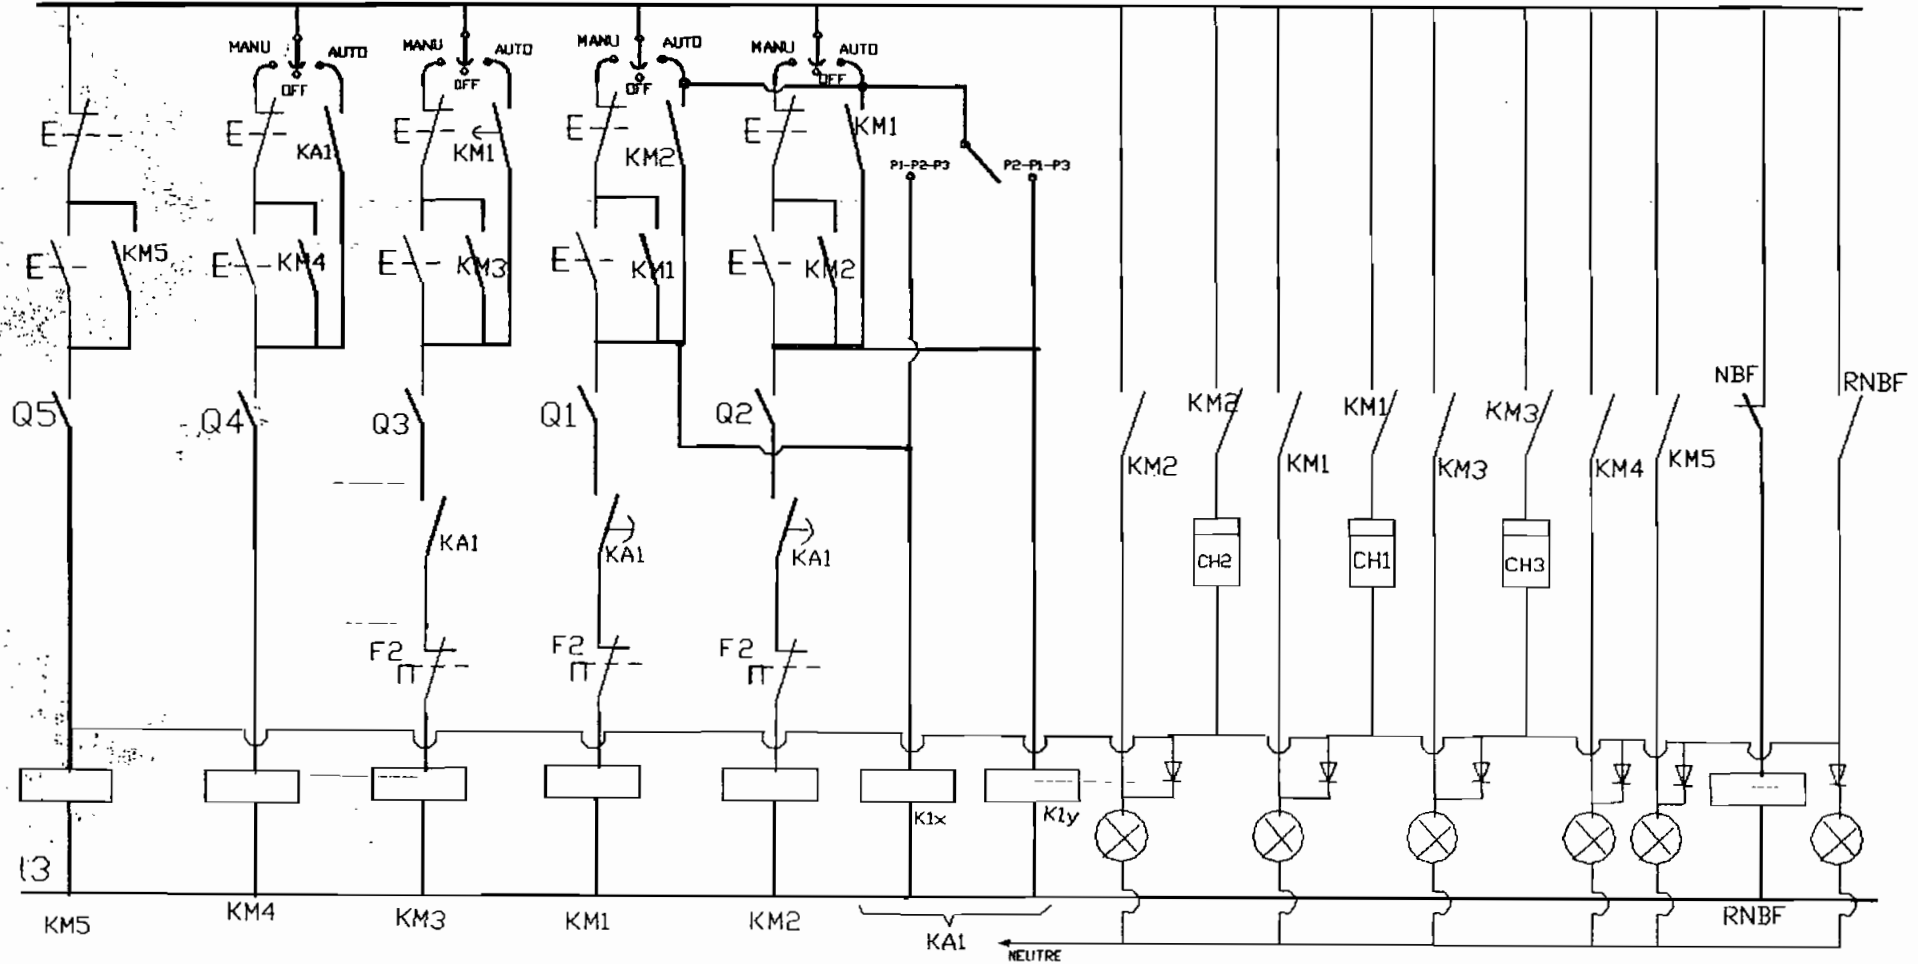 MANU
AUTO
OFF
MANU
AUTO
OFF
MANU
AUTO
OFF
MANU
AUTO
OFF
E
E
KA1
E
KM1
E
KM2
E
KM1
P1-P2-P3
P2-P1-P3
E
KM5
E
KM4
E
KM3
E
KM1
E
KM2
Q5
Q4
Q3
Q1
Q2
KM2
KM2
KM1
KM1
KM3
KM3
KM4
KM5
NBF
RNBF
KA1
KA1
KA1
CH2
CH1
CH3
F2
F2
F2
K1x
K1y
KM5
KM4
KM3
KM1
KM2
KA1
NEUTRE
RNBF